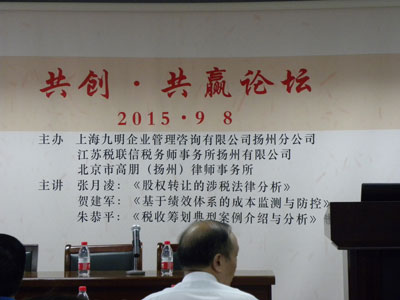 共创·共赢论坛
2015·9 8
主办 上海九明企业管理咨询有限公司扬州分公司
江苏税联信税务师事务所扬州有限公司
北京市高朋（扬州）律师事务所
主讲 张月凌：《股权转让的涉税法律分析》
贺建军：《基于绩效体系的成本监测与防控》
朱恭平：《税收筹划典型案例介绍与分析》